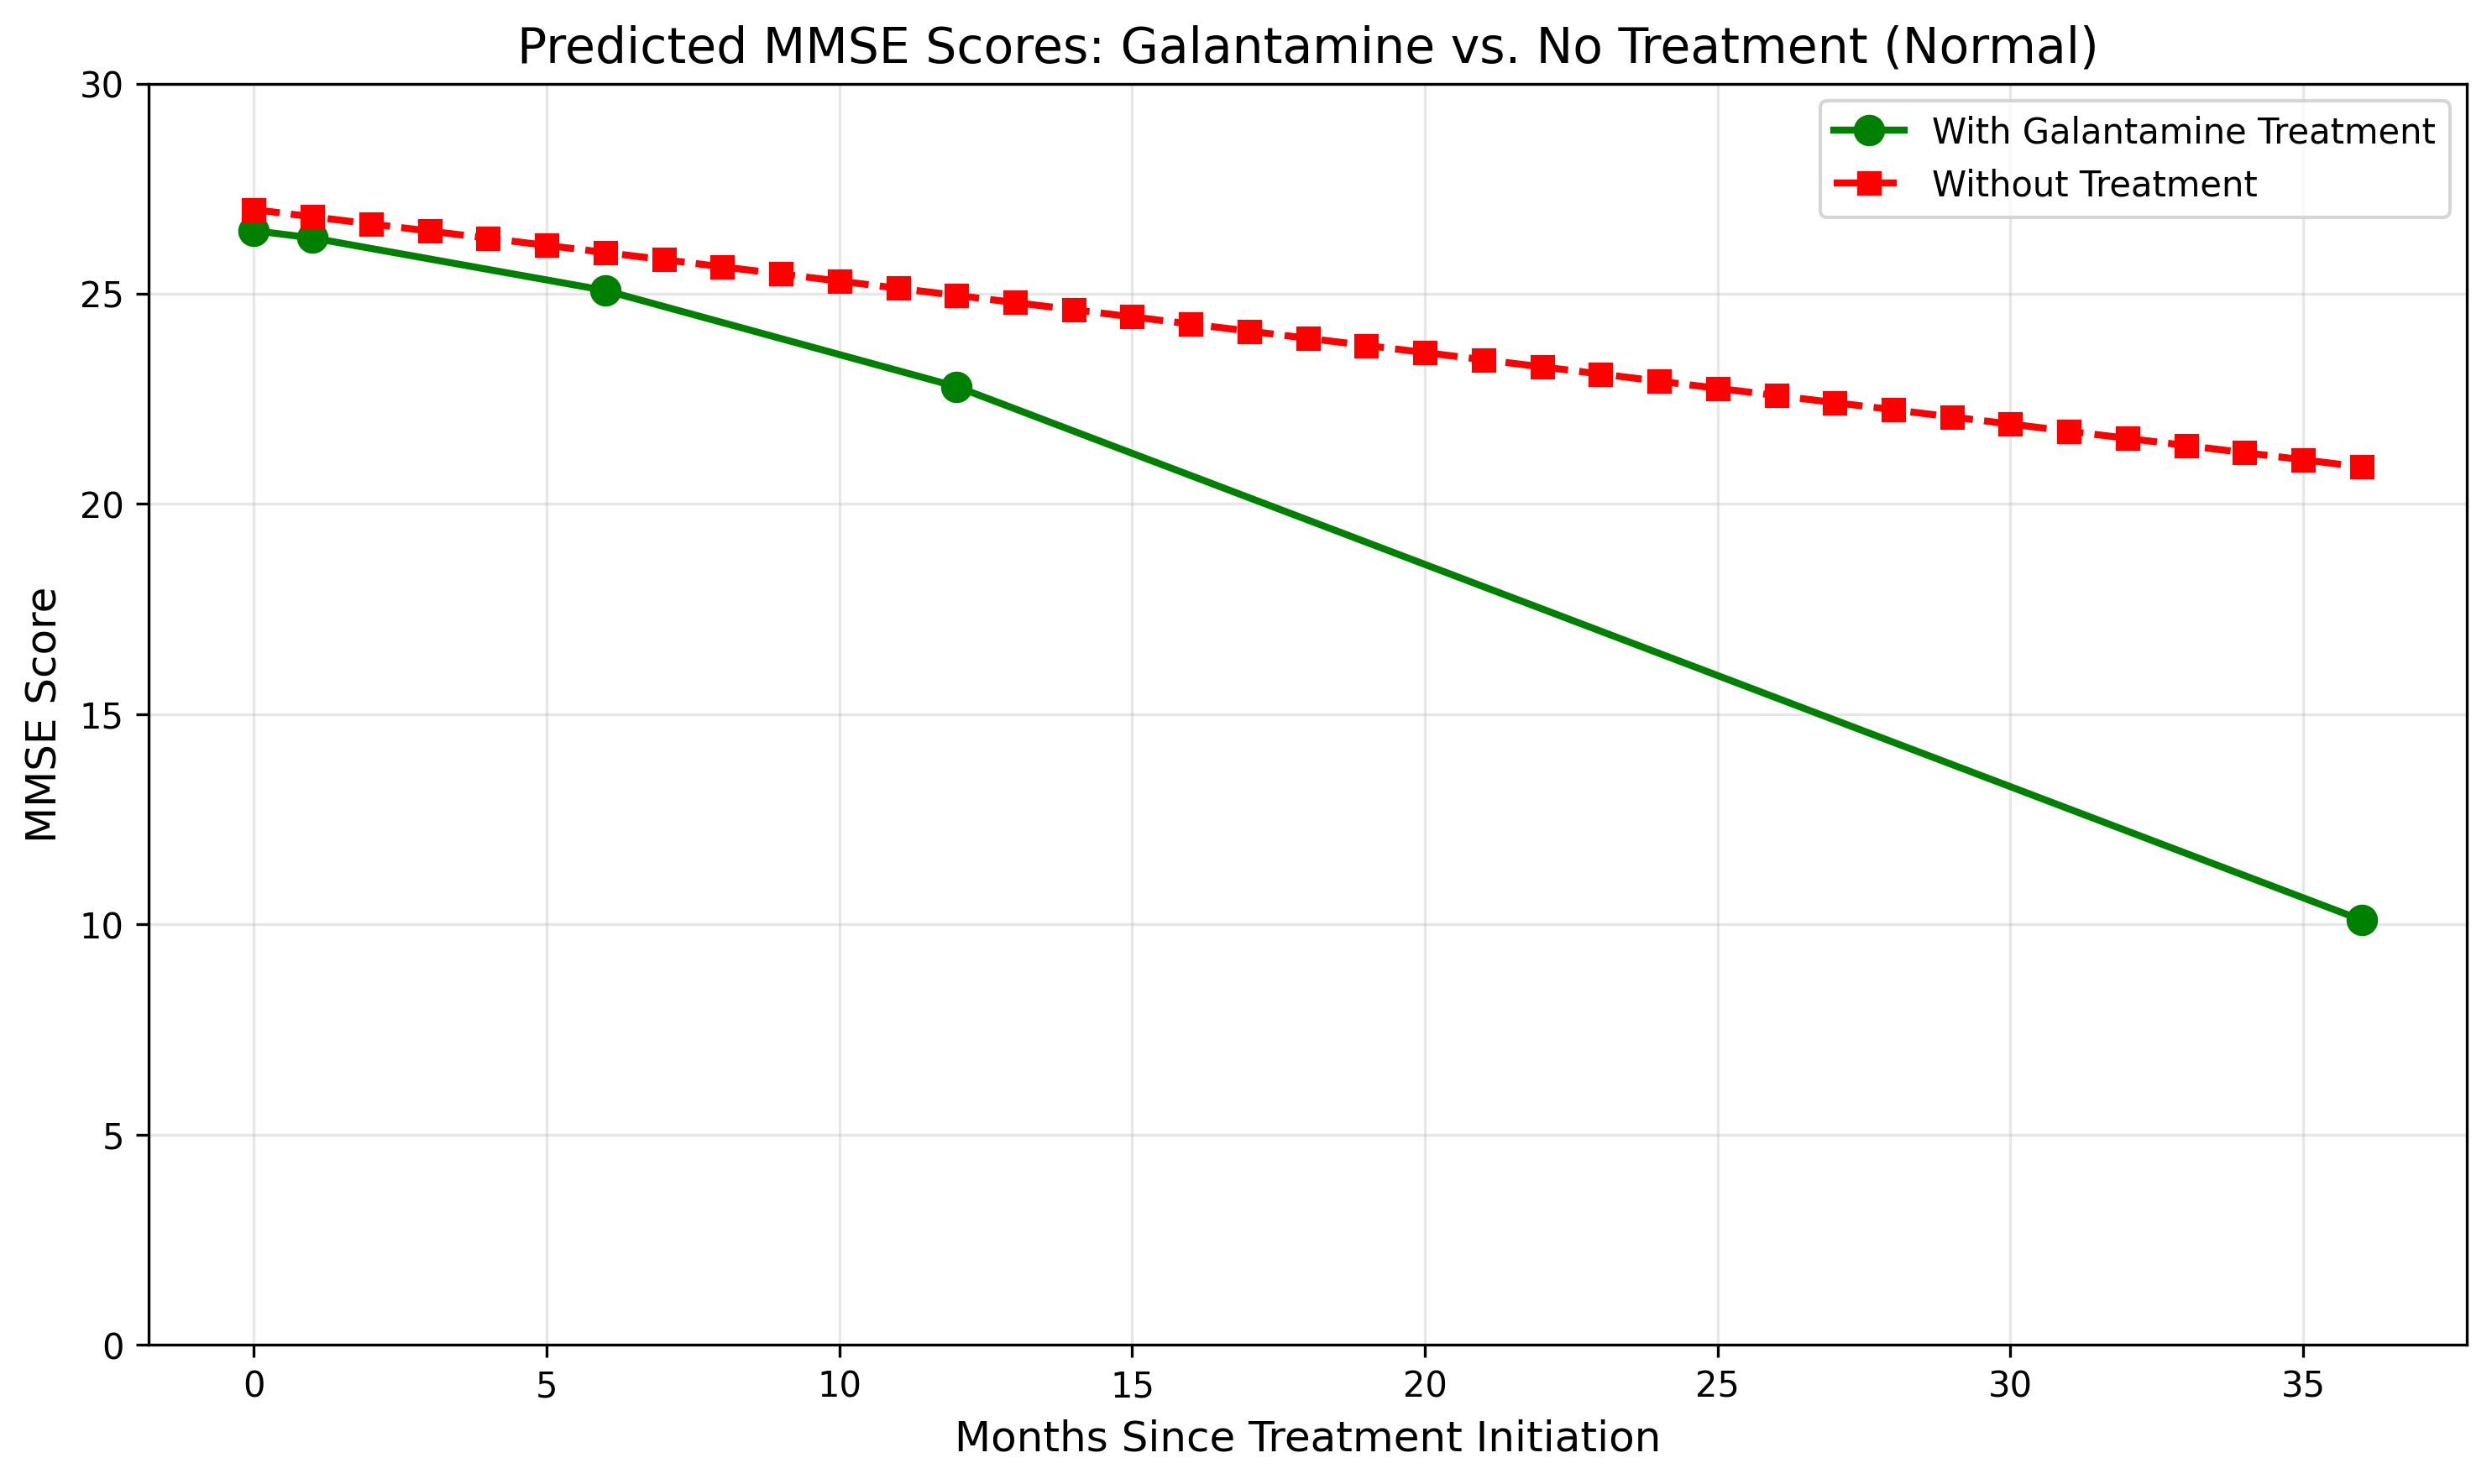 Predicted MMSE Scores: Galantamine vs. No Treatment (Normal)
With Galantamine Treatment
Without Treatment
MMSE Score
30
25
20
15
10
5
0
0 5 10 15 20 25 30 35
Months Since Treatment Initiation